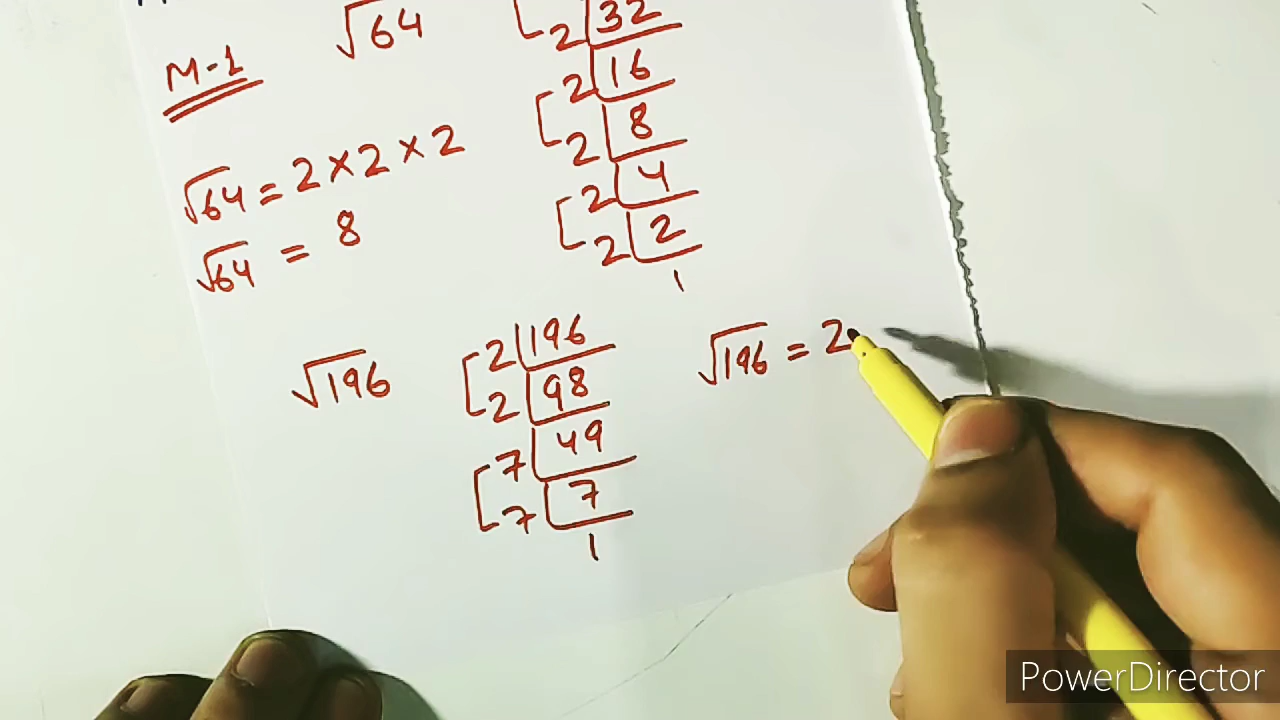 √64
2 | 32
M-1
2 | 16
2 | 8
√64 = 2 × 2 × 2
2 | 4
√64 = 8
2 | 2
1
√196
2 | 196
2 | 98
7 | 49
7 | 7
1
√196 = 2
PowerDirector